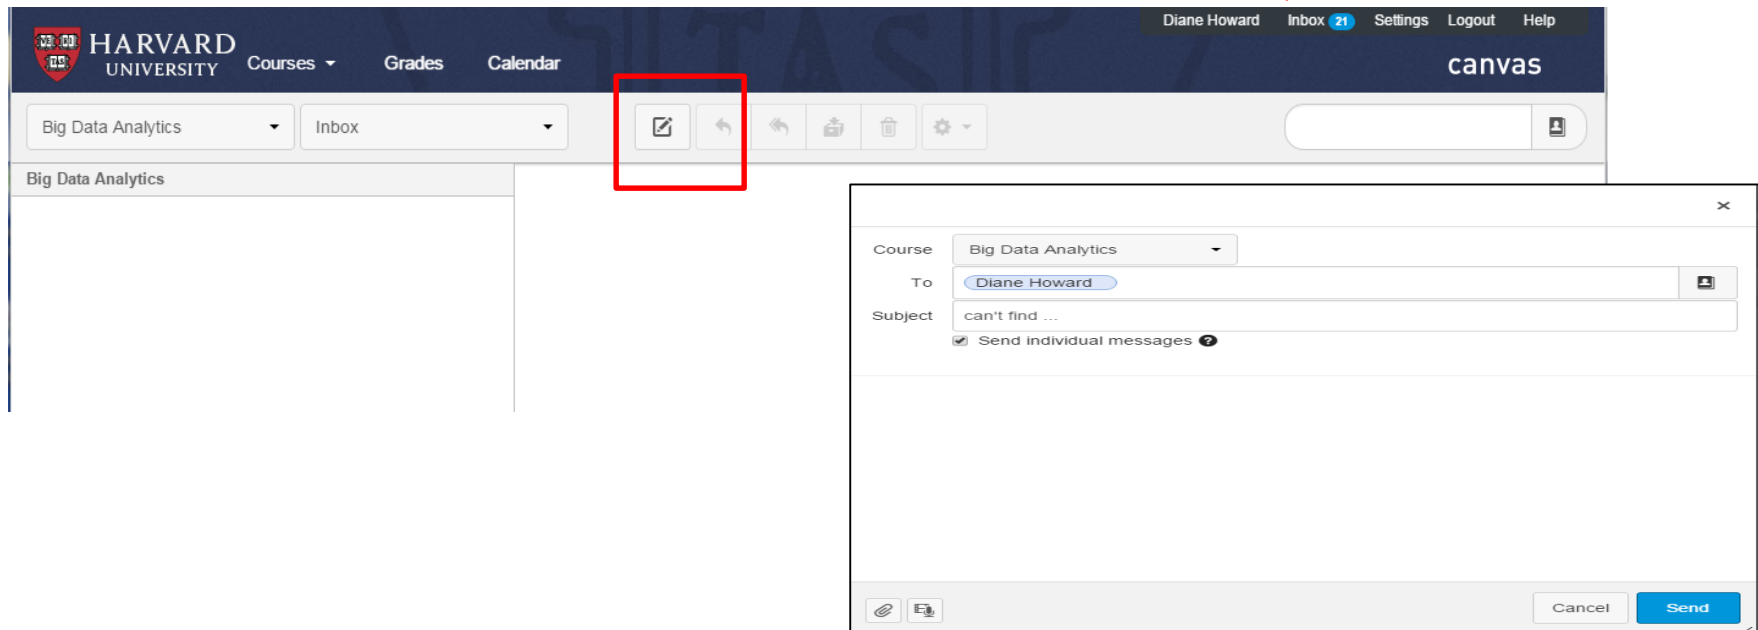 Diane Howard Inbox 21 Settings Logout Help
HARVARD
UNIVERSITY
Courses Grades Calendar
canvas
Big Data Analytics Inbox
Big Data Analytics
Course Big Data Analytics
To Diane Howard
Subject can't find ...
Send individual messages
Cancel Send